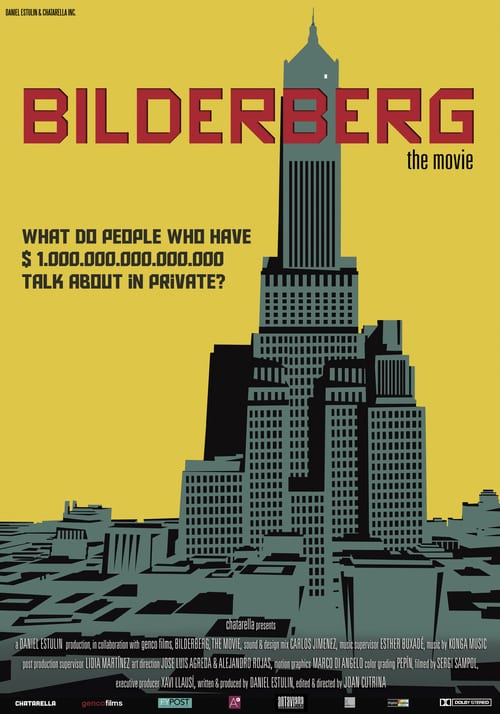 DANIEL ESTULIN & CHATARELLA INC.
BILDERBERG
the movie
WHAT DO PEOPLE WHO HAVE
$ 1.000.000.000.000.000
TALK ABOUT iN PRiVATE?
chatarella presents
a DANIEL ESTULIN production, in collaboration with genco films, BILDERBERG, THE MOVIE, sound & design mix CARLOS JIMENEZ, music supervisor ESTHER BUXADÉ, music by KONGA MUSIC
post production supervisor LIDIA MARTÍNEZ art direction JOSE LUIS AGREDA & ALEJANDRO ROJAS, motion graphics MARCO DI ANGELO color grading PEPÍN, filmed by SERGI SAMPOL,
executive producer XAVI LLAUSÍ, written & produced by DANIEL ESTULIN, edited & directed by JOAN CUTRINA
CHATARELLA gencofilms FYPOST antaviana DOLBY STEREO